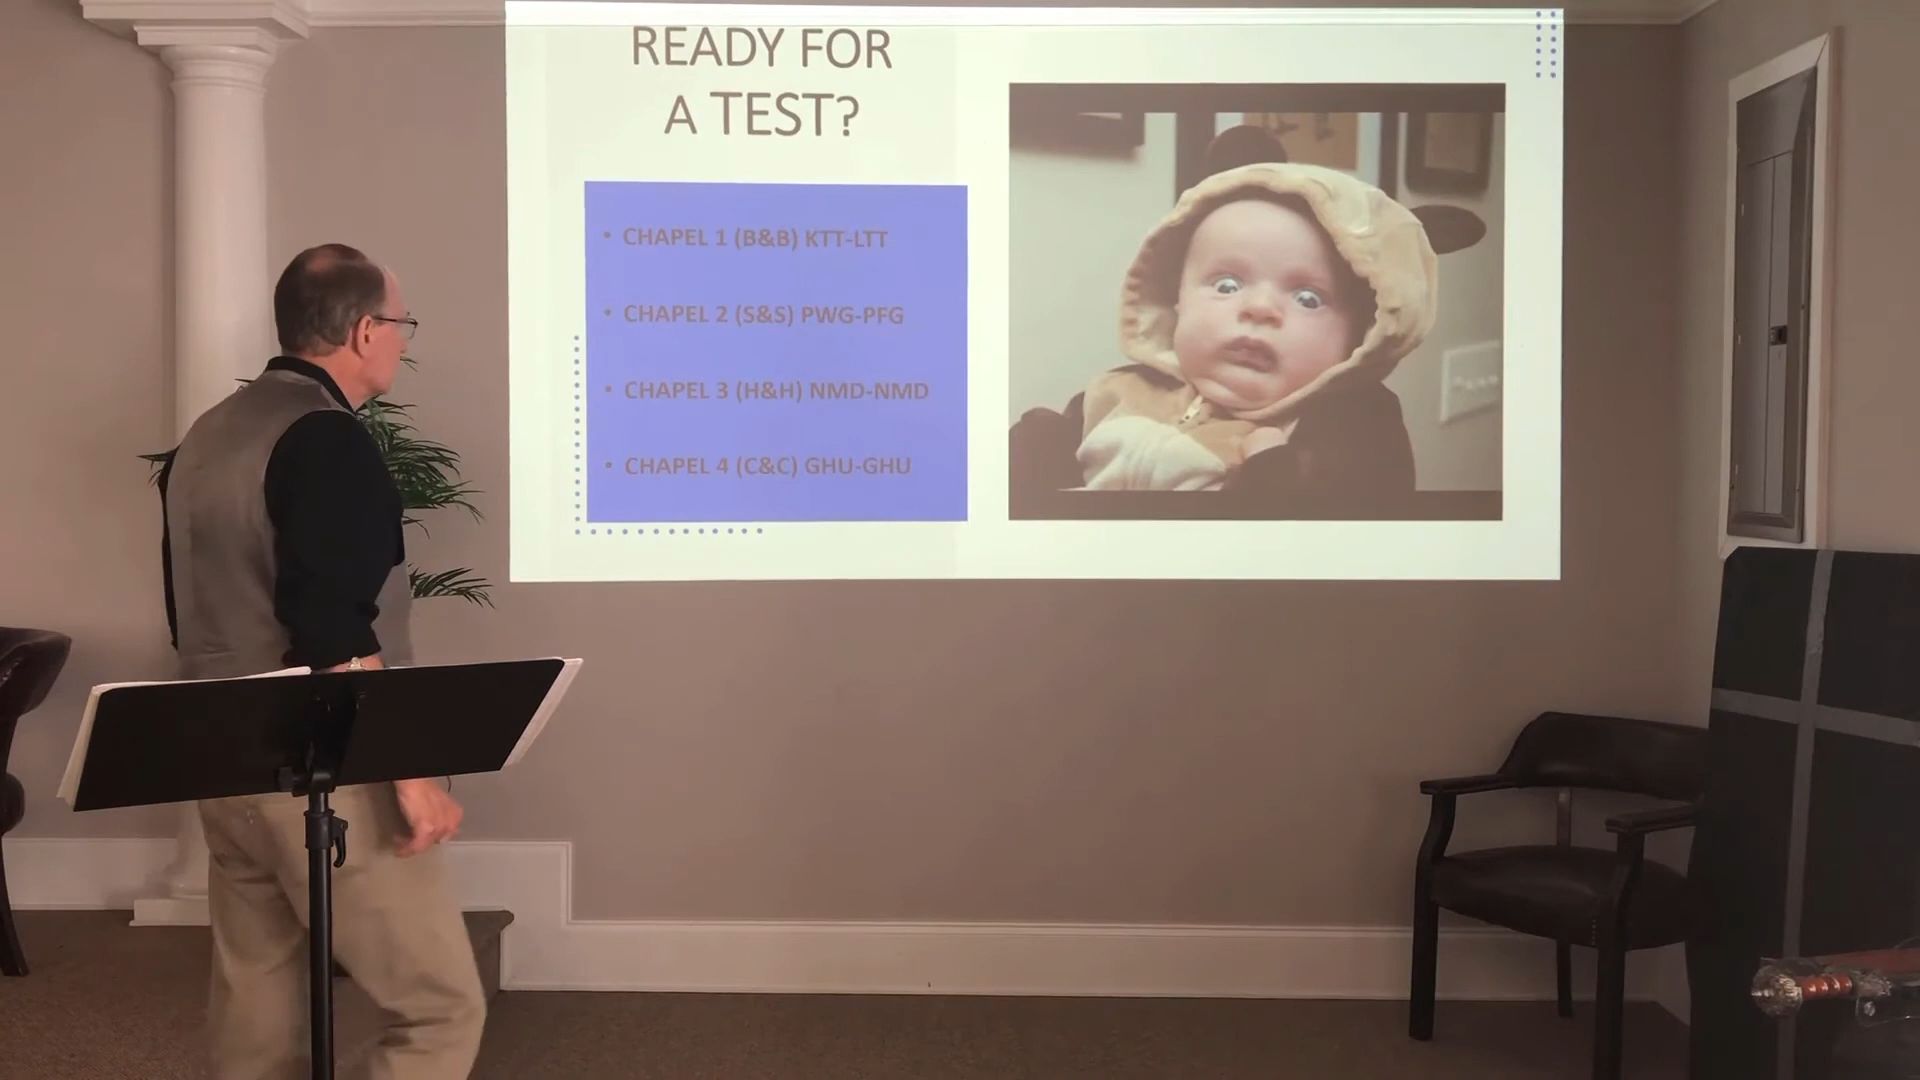 READY FOR
A TEST?
• CHAPEL 1 (B&B) KTT-LTT
• CHAPEL 2 (S&S) PWG-PFG
• CHAPEL 3 (H&H) NMD-NMD
• CHAPEL 4 (C&C) GHU-GHU